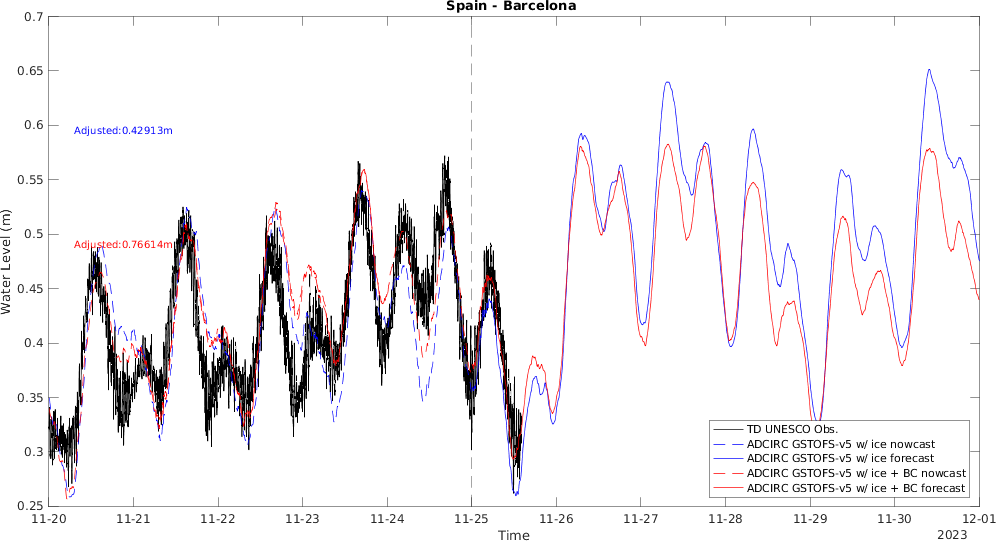 Spain - Barcelona
0.7
0.65
0.6
0.55
0.5
0.45
0.4
0.35
0.3
0.25
Water Level (m)
Adjusted:0.42913m
Adjusted:0.76614m
TD UNESCO Obs.
ADCIRC GSTOFS-v5 w/ ice nowcast
ADCIRC GSTOFS-v5 w/ ice forecast
ADCIRC GSTOFS-v5 w/ ice + BC nowcast
ADCIRC GSTOFS-v5 w/ ice + BC forecast
11-20 11-21 11-22 11-23 11-24 11-25 11-26 11-27 11-28 11-29 11-30 12-01
Time
2023